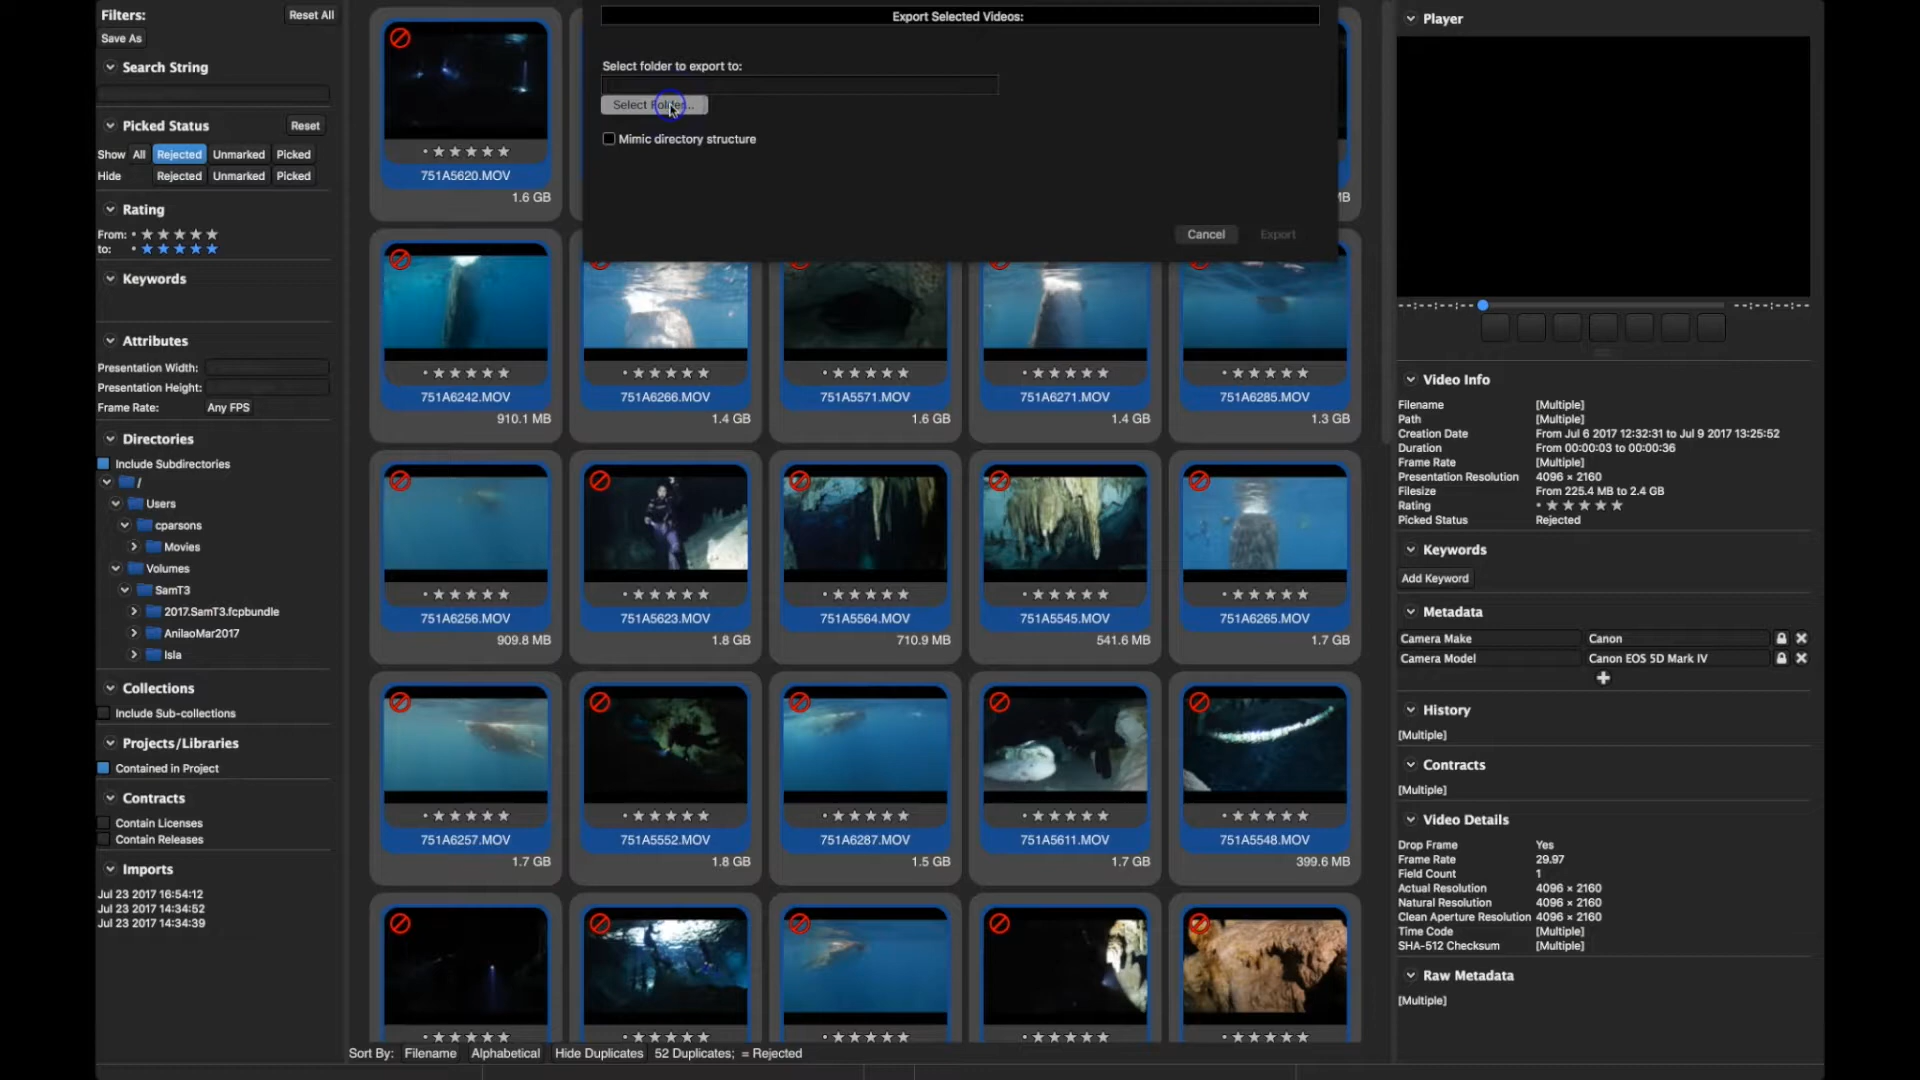 Filters:
Reset All
Save As
Search String
Picked Status
Reset
Show All Rejected Unmarked Picked
Hide Rejected Unmarked Picked
Rating
From:
to:
Keywords
Attributes
Presentation Width:
Presentation Height:
Frame Rate: Any FPS
Directories
Include Subdirectories
/
Users
cparsons
Movies
Volumes
SamT3
2017.SamT3.fcpbundle
AnilaoMar2017
Isla
Collections
Include Sub-collections
Projects/Libraries
Contained in Project
Contracts
Contain Licenses
Contain Releases
Imports
Jul 23 2017 16:54:12
Jul 23 2017 14:34:52
Jul 23 2017 14:34:39
Export Selected Videos:
Select folder to export to:
Select Folder...
Mimic directory structure
Cancel Export
751A5620.MOV
1.6 GB
MB
751A6242.MOV 751A6266.MOV 751A5571.MOV 751A6271.MOV 751A6285.MOV
910.1 MB 1.4 GB 1.6 GB 1.4 GB 1.3 GB
751A6256.MOV 751A5623.MOV 751A5564.MOV 751A5545.MOV 751A6265.MOV
909.8 MB 1.8 GB 710.9 MB 541.6 MB 1.7 GB
751A6257.MOV 751A5552.MOV 751A6287.MOV 751A5611.MOV 751A5548.MOV
1.7 GB 1.8 GB 1.5 GB 1.7 GB 399.6 MB
Sort By: Filename Alphabetical Hide Duplicates 52 Duplicates; = Rejected
Player
--:--:--:-- --:--:--:--
Video Info
Filename [Multiple]
Path [Multiple]
Creation Date From Jul 6 2017 12:32:31 to Jul 9 2017 13:25:52
Duration From 00:00:03 to 00:00:36
Frame Rate [Multiple]
Presentation Resolution 4096 × 2160
Filesize From 225.4 MB to 2.4 GB
Rating
Picked Status Rejected
Keywords
Add Keyword
Metadata
Camera Make Canon
Camera Model Canon EOS 5D Mark IV
History
[Multiple]
Contracts
[Multiple]
Video Details
Drop Frame Yes
Frame Rate 29.97
Field Count 1
Actual Resolution 4096 × 2160
Natural Resolution 4096 × 2160
Clean Aperture Resolution 4096 × 2160
Time Code [Multiple]
SHA-512 Checksum [Multiple]
Raw Metadata
[Multiple]